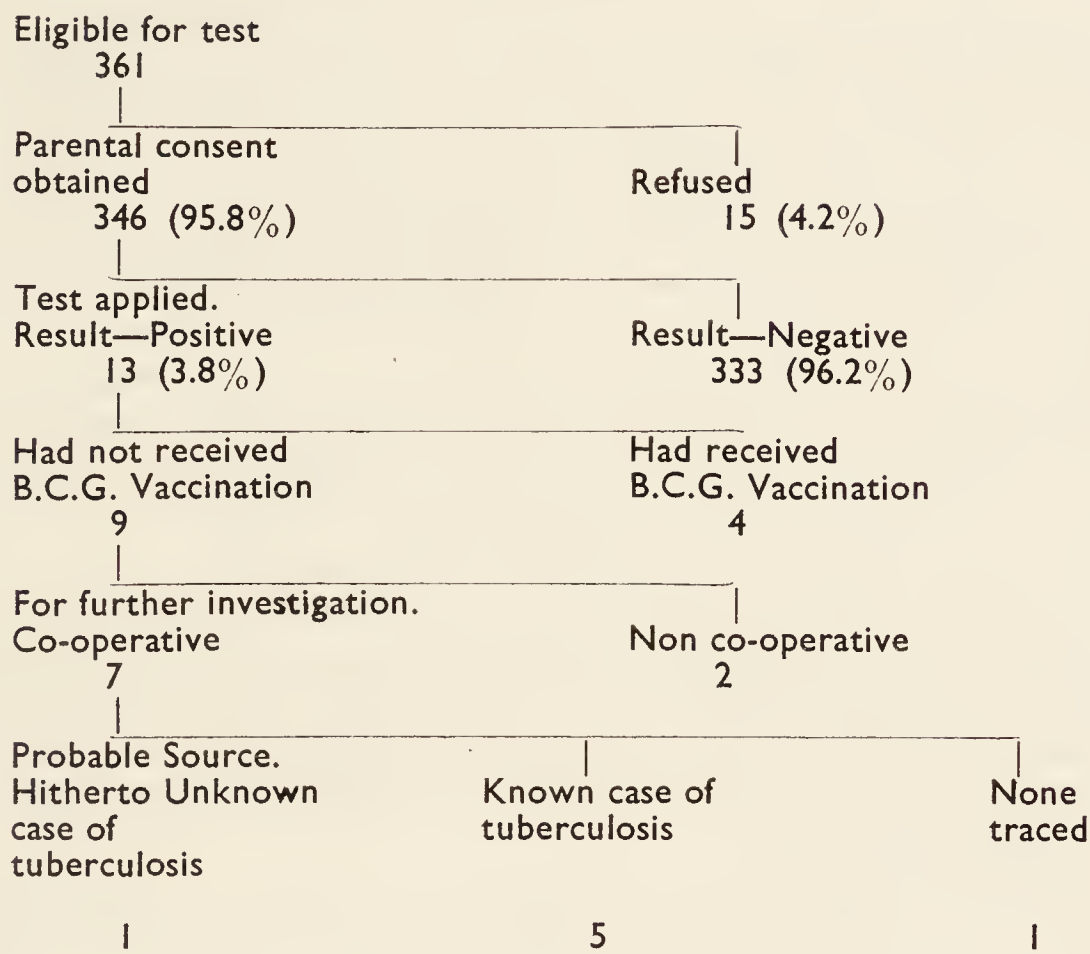 Eligible for test
361
Parental consent
obtained
346 (95.8%)
Refused
15 (4.2%)
Test applied.
Result—Positive
13 (3.8%)
Result—Negative
333 (96.2%)
Had not received
B.C.G. Vaccination
9
Had received
B.C.G. Vaccination
4
For further investigation.
Co-operative
7
Non co-operative
2
Probable Source.
Hitherto Unknown
case of
tuberculosis
1
Known case of
tuberculosis
5
None
traced
1